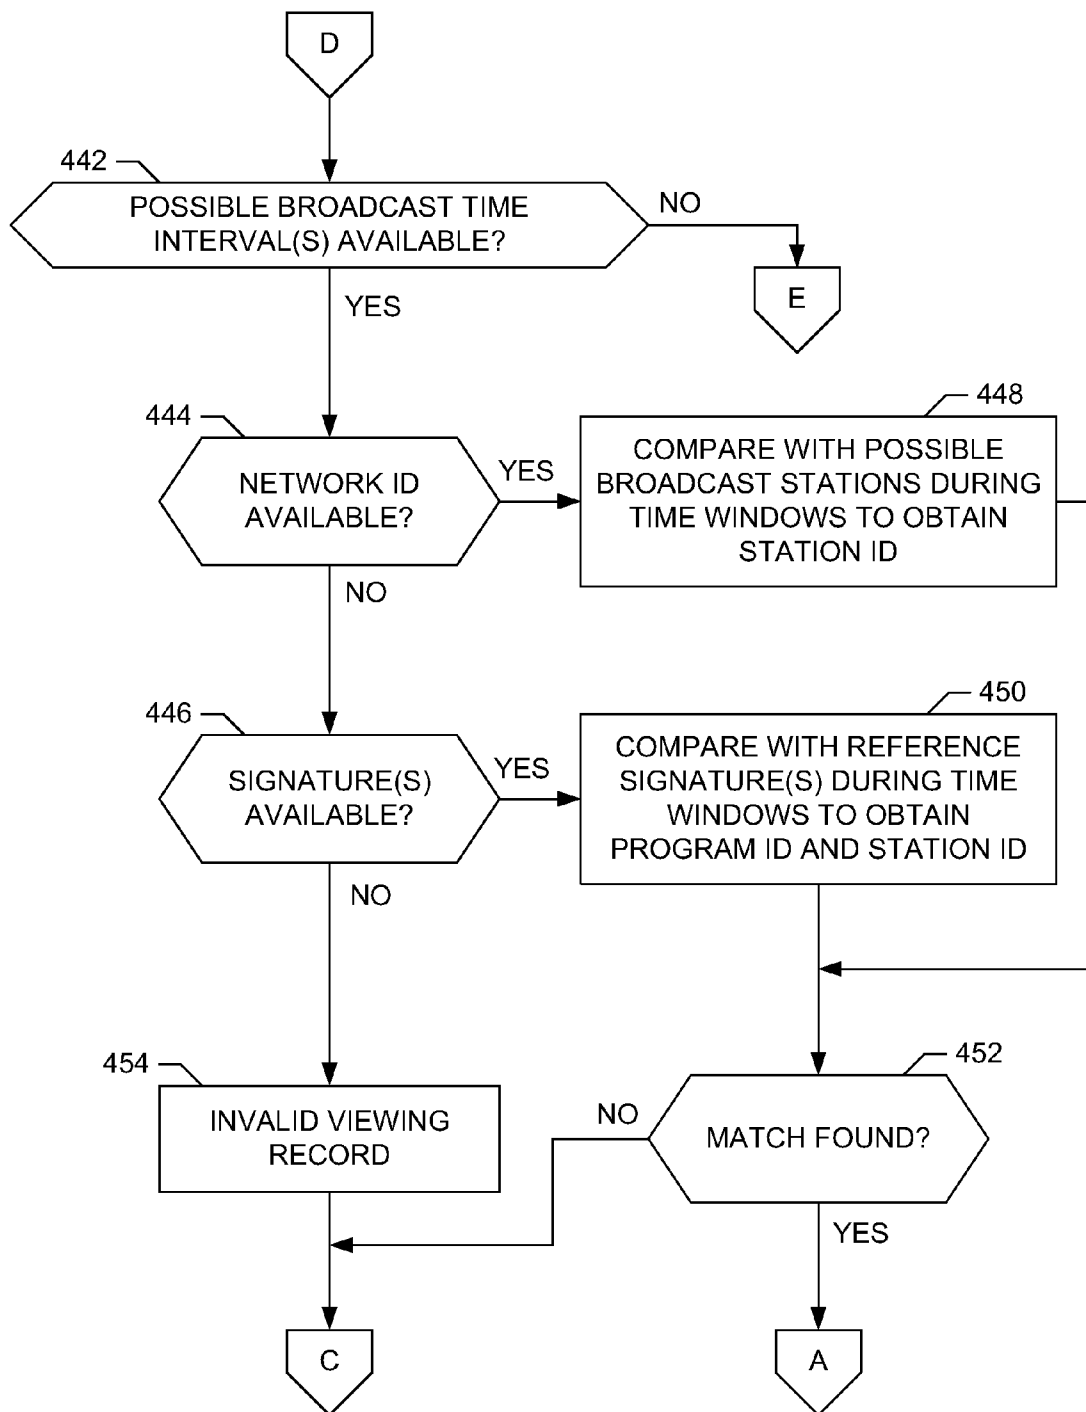 D
442
POSSIBLE BROADCAST TIME
INTERVAL(S) AVAILABLE?
NO
E
YES
444
NETWORK ID
AVAILABLE?
YES
448
COMPARE WITH POSSIBLE
BROADCAST STATIONS DURING
TIME WINDOWS TO OBTAIN
STATION ID
NO
446
SIGNATURE(S)
AVAILABLE?
YES
450
COMPARE WITH REFERENCE
SIGNATURE(S) DURING TIME
WINDOWS TO OBTAIN
PROGRAM ID AND STATION ID
NO
454
INVALID VIEWING
RECORD
452
MATCH FOUND?
NO
YES
C
A